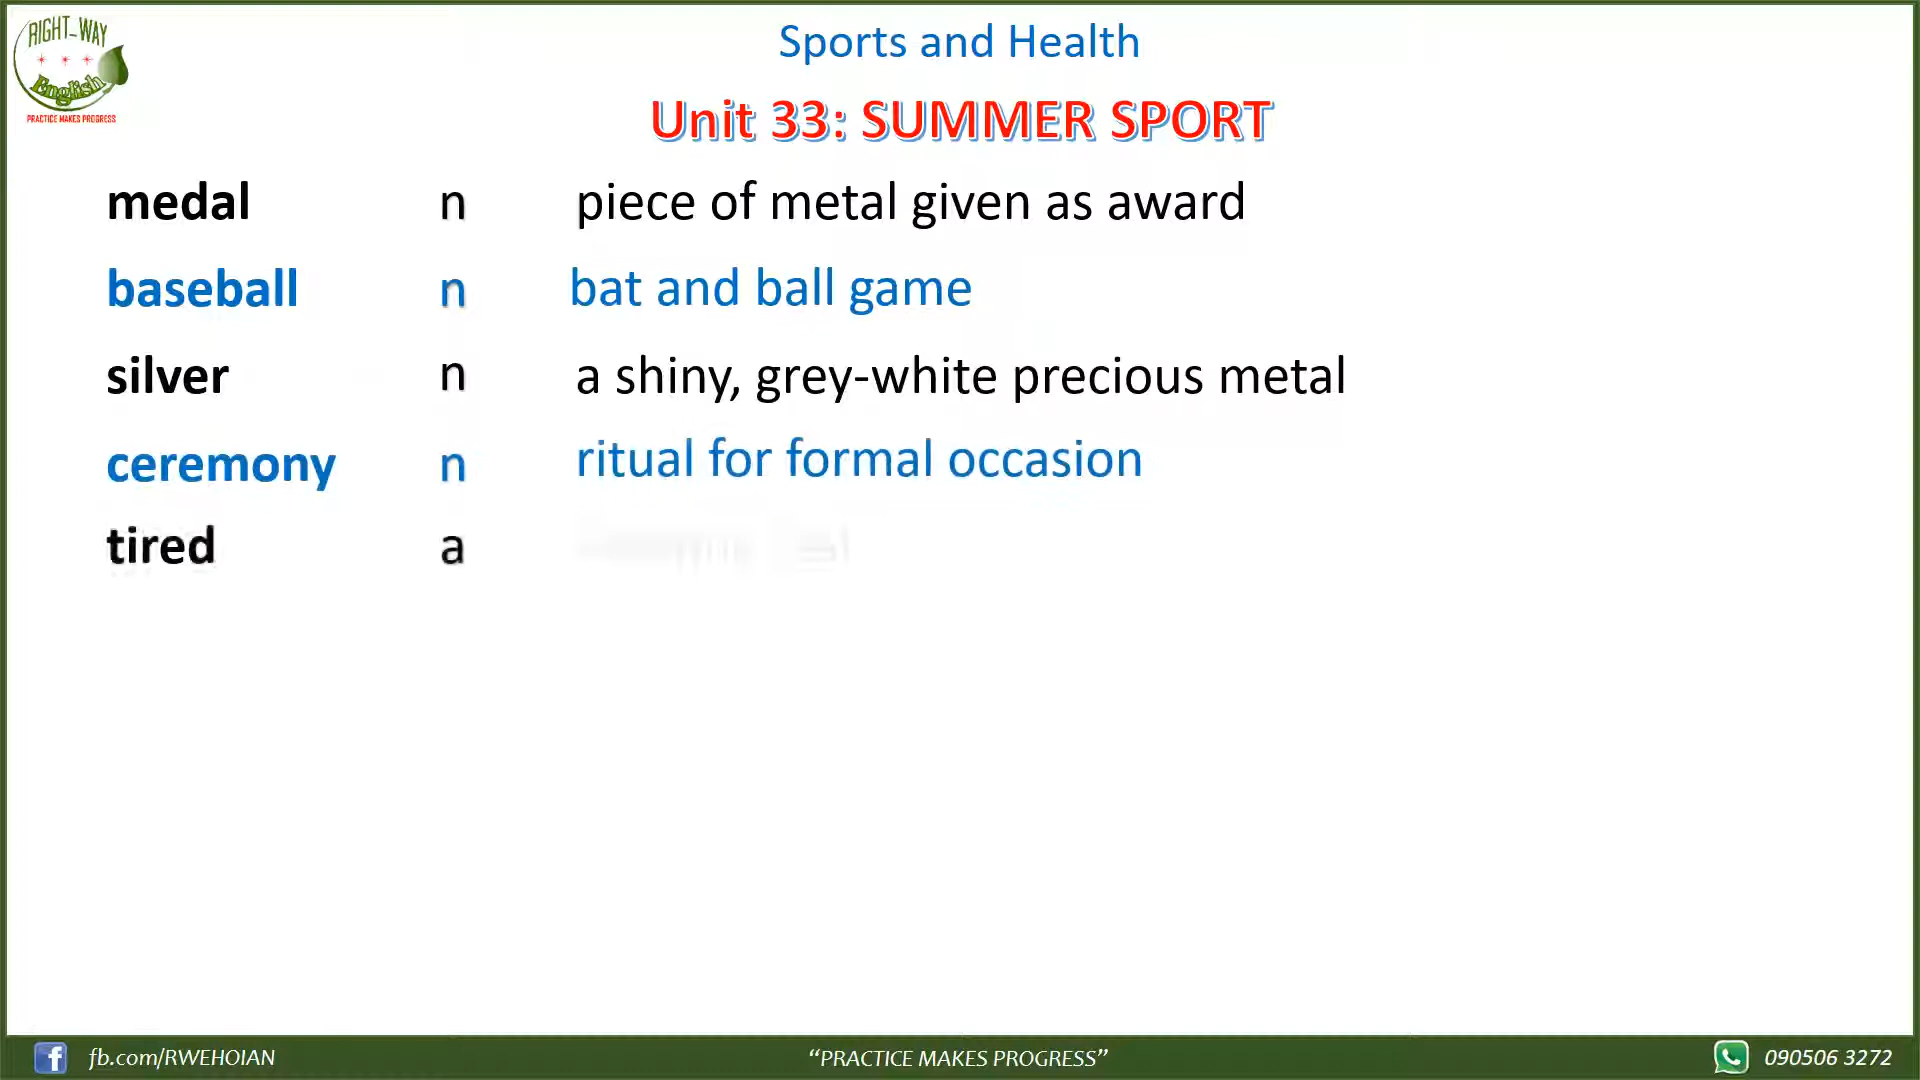 RIGHT_WAY
English
PRACTICE MAKES PROGRESS
Sports and Health
Unit 33: SUMMER SPORT
medal n piece of metal given as award
baseball n bat and ball game
silver n a shiny, grey-white precious metal
ceremony n ritual for formal occasion
tired a
fb.com/RWEHOIAN
“PRACTICE MAKES PROGRESS”
090506 3272